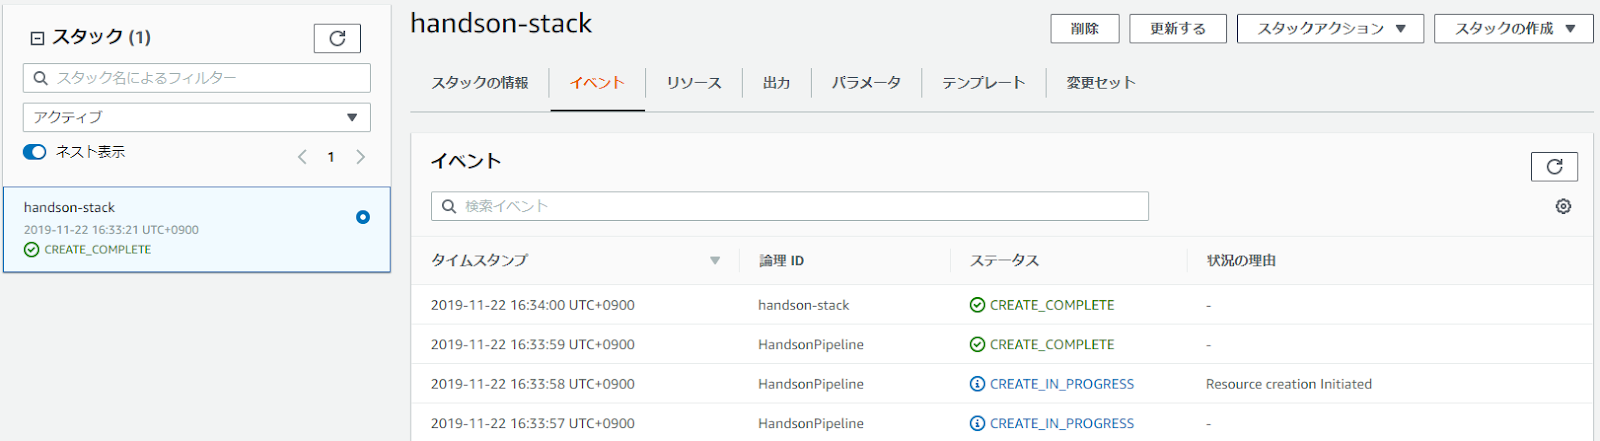 スタック (1)
スタック名によるフィルター
アクティブ
ネスト表示
1
handson-stack
2019-11-22 16:33:21 UTC+0900
CREATE_COMPLETE
handson-stack
削除 更新する スタックアクション スタックの作成
スタックの情報 イベント リソース 出力 パラメータ テンプレート 変更セット
イベント
検索イベント
タイムスタンプ 論理 ID ステータス 状況の理由
2019-11-22 16:34:00 UTC+0900 handson-stack CREATE_COMPLETE -
2019-11-22 16:33:59 UTC+0900 HandsonPipeline CREATE_COMPLETE -
2019-11-22 16:33:58 UTC+0900 HandsonPipeline CREATE_IN_PROGRESS Resource creation Initiated
2019-11-22 16:33:57 UTC+0900 HandsonPipeline CREATE_IN_PROGRESS -